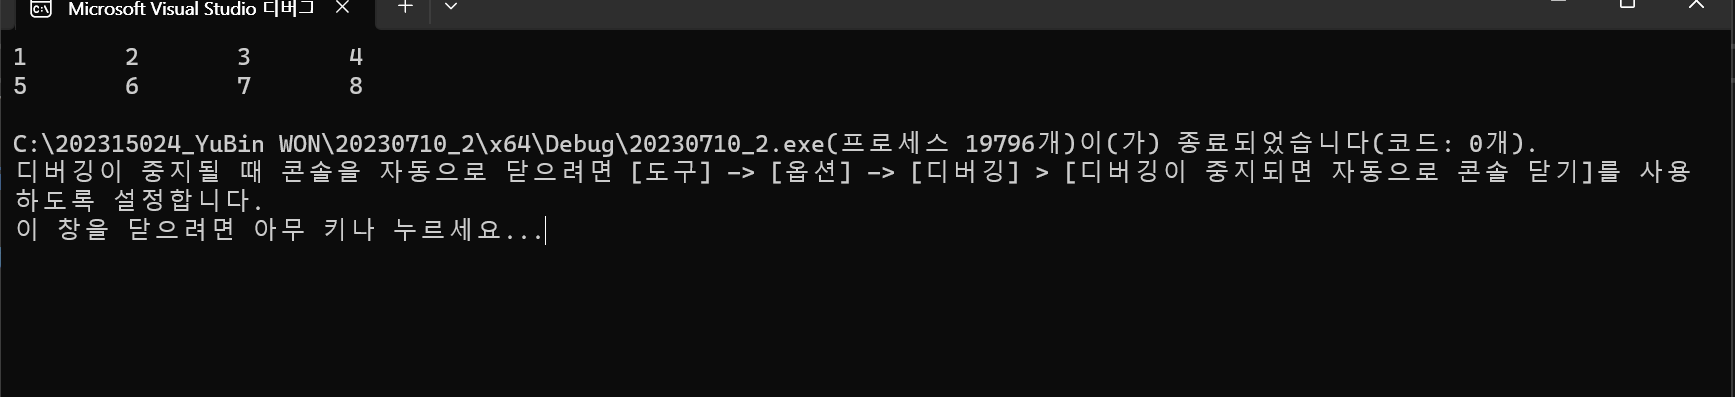 Microsoft Visual Studio 디버그
1 2 3 4
5 6 7 8
C:\202315024_YuBin WON\20230710_2\x64\Debug\20230710_2.exe(프로세스 19796개)이(가) 종료되었습니다(코드: 0개).
디버깅이 중지될 때 콘솔을 자동으로 닫으려면 [도구] -> [옵션] -> [디버깅] > [디버깅이 중지되면 자동으로 콘솔 닫기]를 사용
하도록 설정합니다.
이 창을 닫으려면 아무 키나 누르세요...